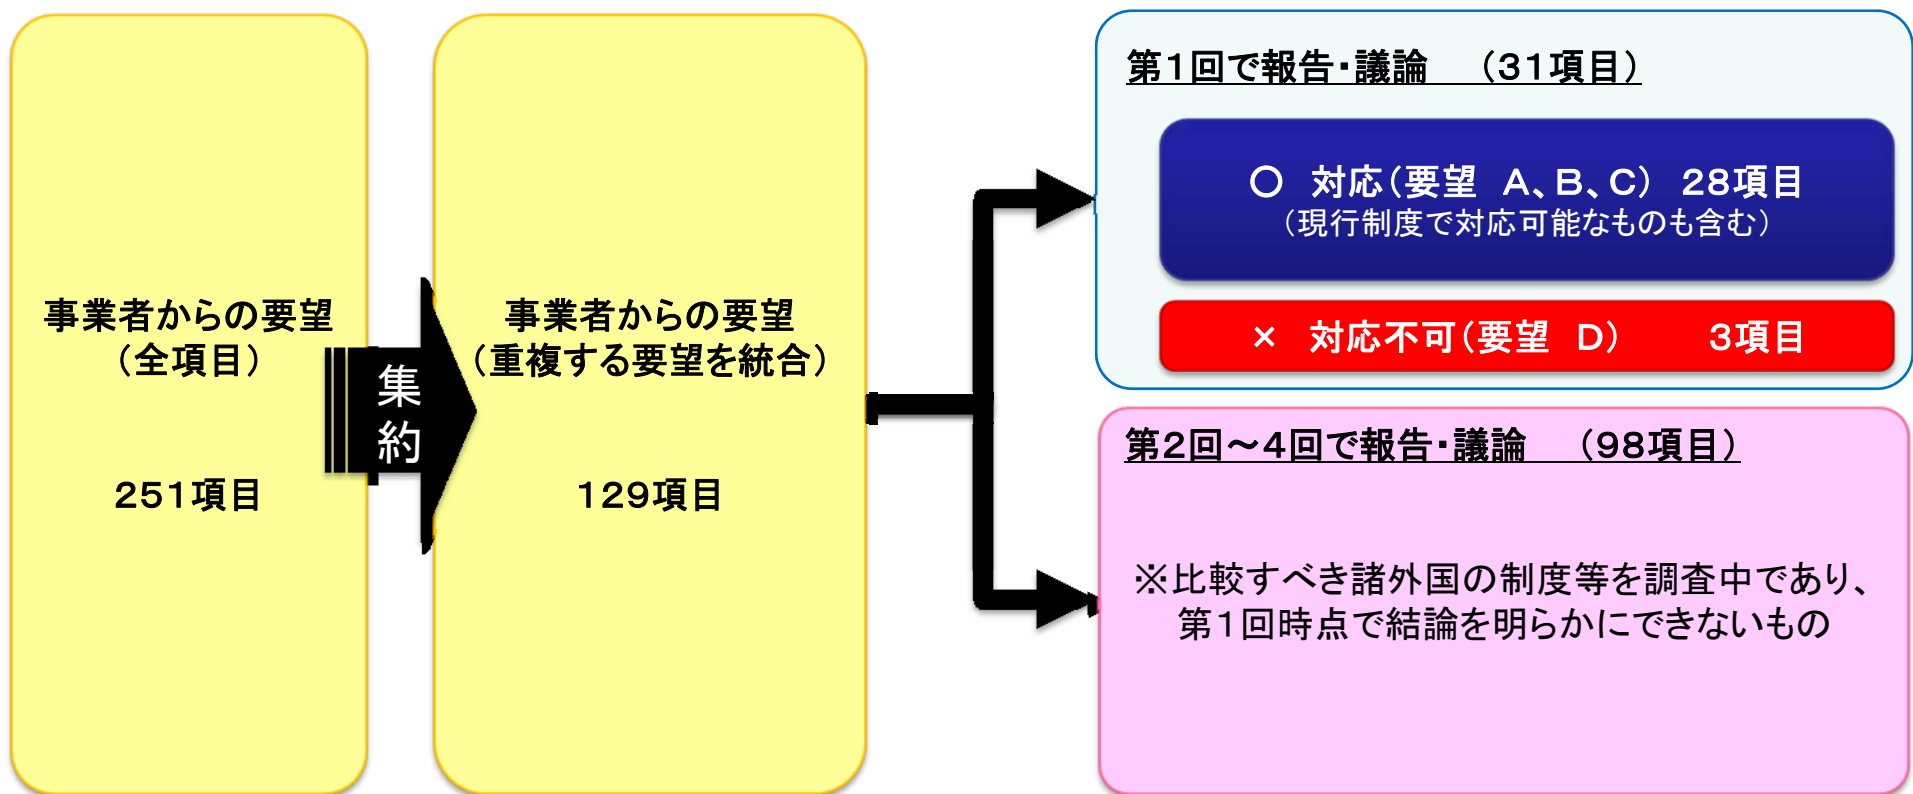 事業者からの要望
（全項目）
251項目
集約
事業者からの要望
（重複する要望を統合）
129項目
第1回で報告・議論　（31項目）
○　対応（要望　A、B、C）　28項目
（現行制度で対応可能なものも含む）
×　対応不可（要望　D）　　3項目
第2回～4回で報告・議論　（98項目）
※比較すべき諸外国の制度等を調査中であり、
第1回時点で結論を明らかにできないもの